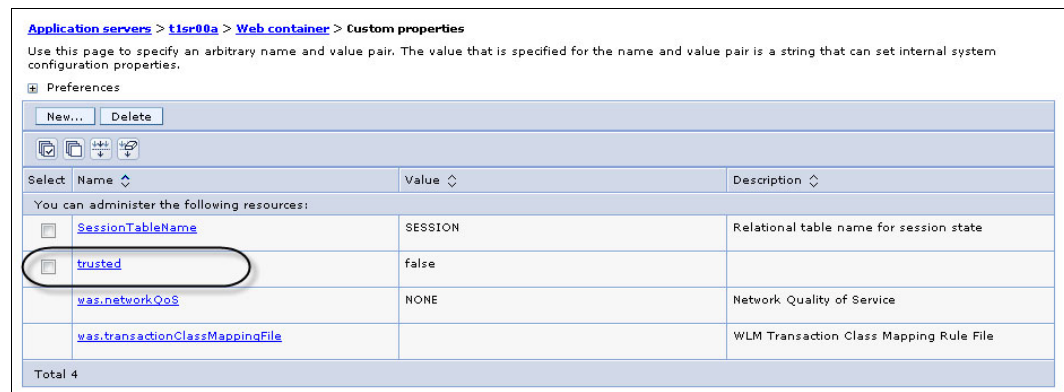 Application servers > t1sr00a > Web container > Custom properties
Use this page to specify an arbitrary name and value pair. The value that is specified for the name and value pair is a string that can set internal system
configuration properties.
Preferences
New... Delete
Select Name Value Description
You can administer the following resources:
SessionTableName SESSION Relational table name for session state
trusted false
was.networkQoS NONE Network Quality of Service
was.transactionClassMappingFile WLM Transaction Class Mapping Rule File
Total 4